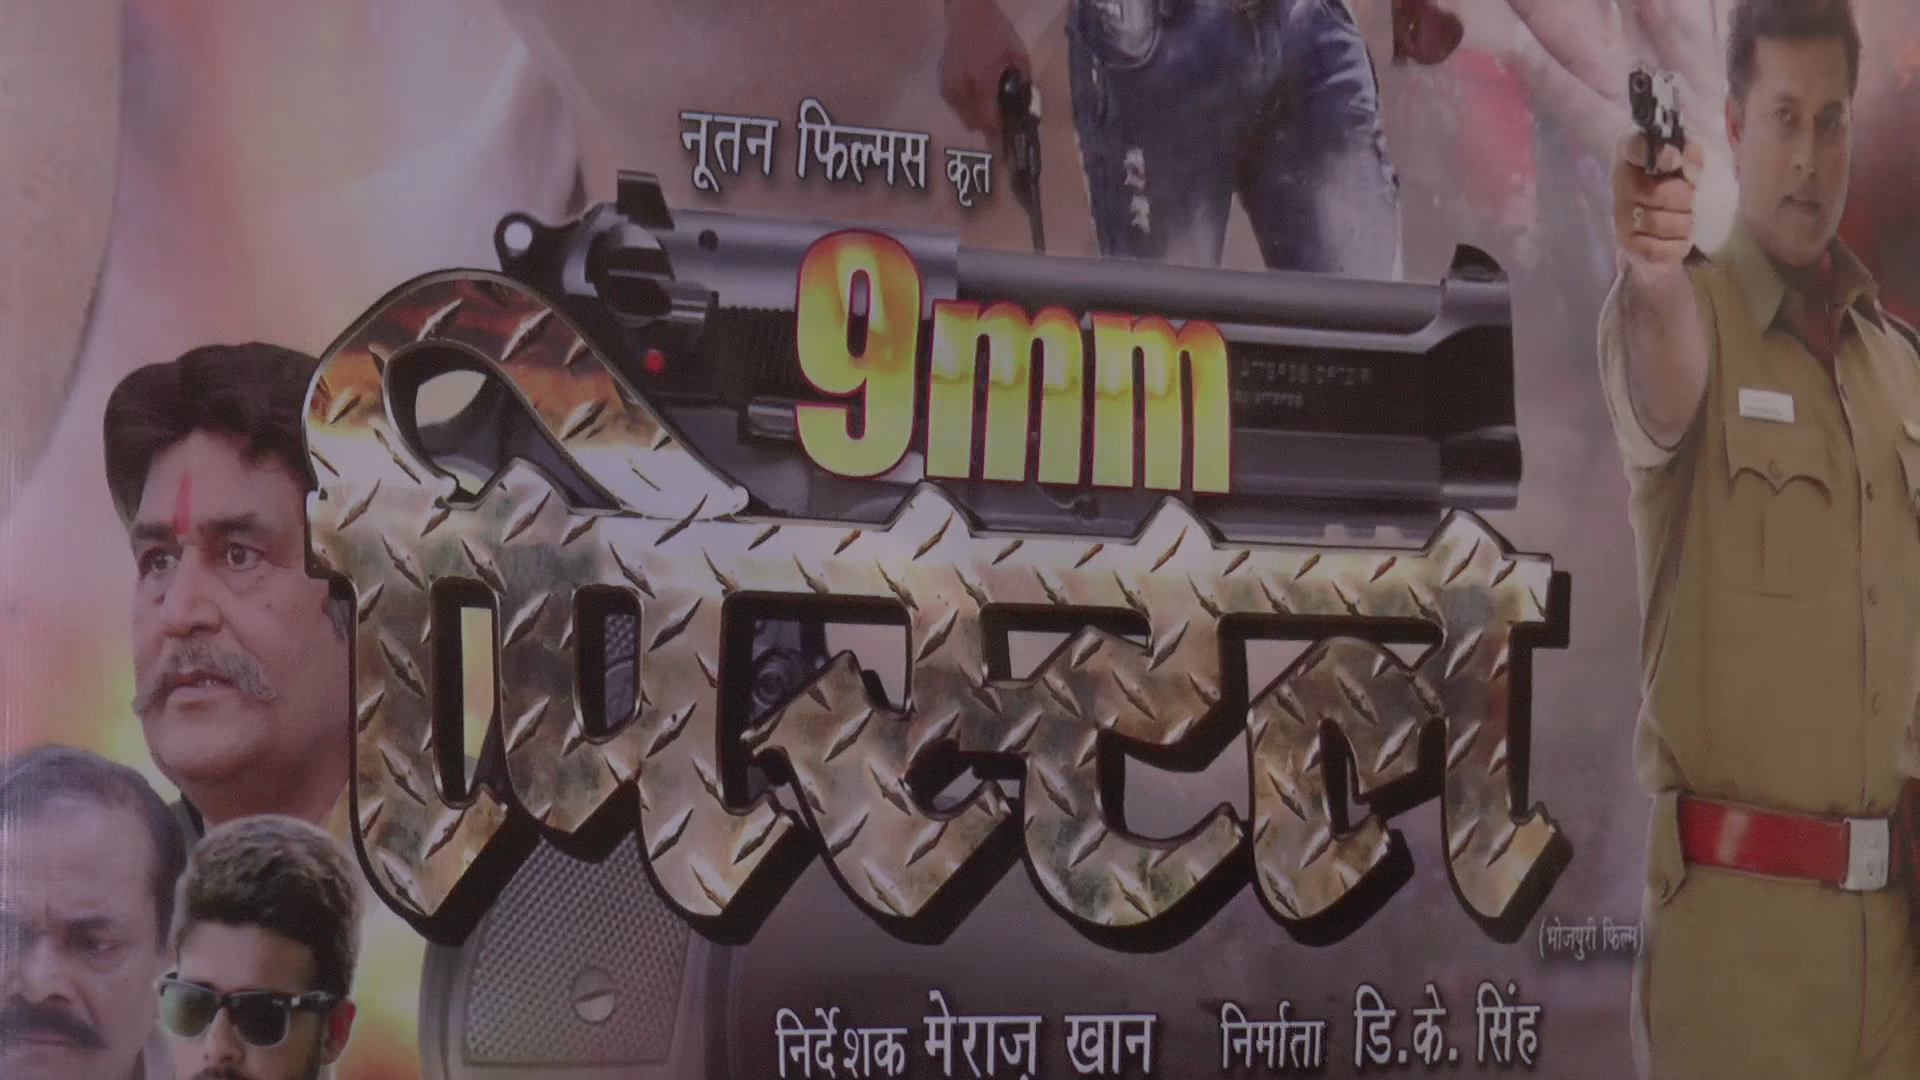 नूतन फिल्मस कृत
9mm
पिस्टल
(भोजपुरी फिल्म)
निर्देशक मेराज़ खान निर्माता डि.के. सिंह